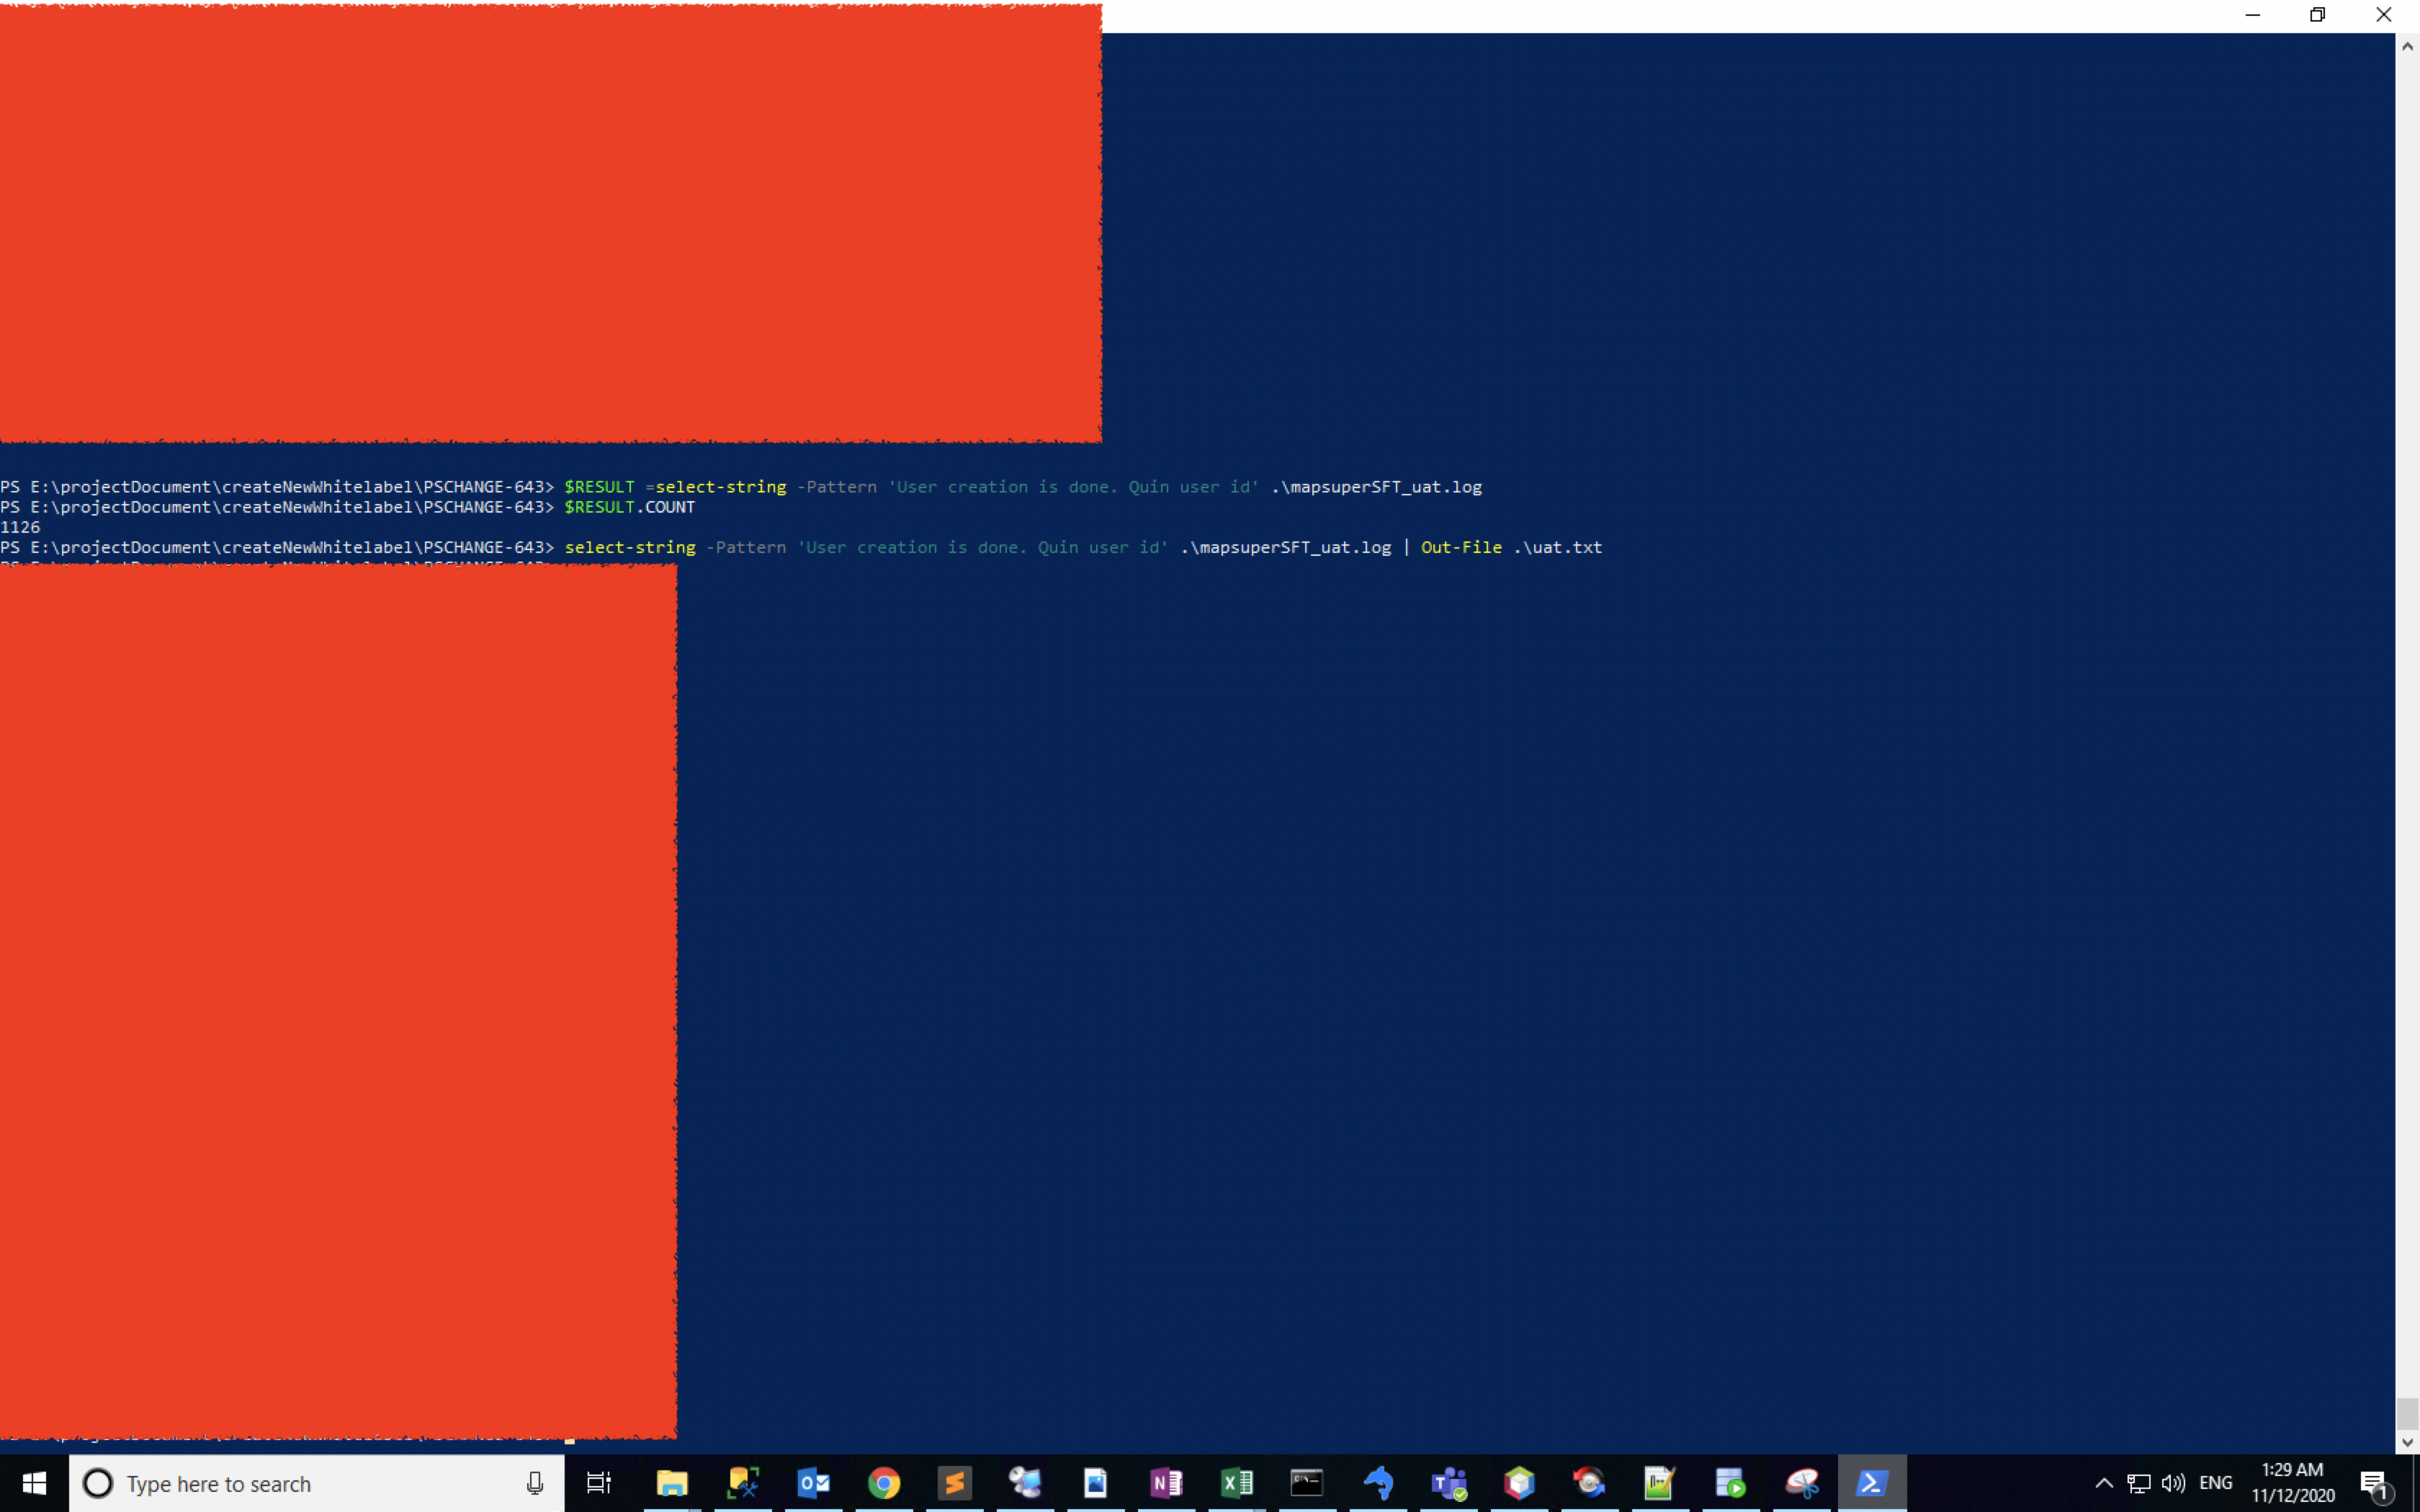 PS E:\projectDocument\createNewWhitelabel\PSCHANGE-643> $RESULT =select-string -Pattern 'User creation is done. Quin user id' .\mapsuperSFT_uat.log
PS E:\projectDocument\createNewWhitelabel\PSCHANGE-643> $RESULT.COUNT
1126
PS E:\projectDocument\createNewWhitelabel\PSCHANGE-643> select-string -Pattern 'User creation is done. Quin user id' .\mapsuperSFT_uat.log | Out-File .\uat.txt
Type here to search
ENG
1:29 AM
11/12/2020
1